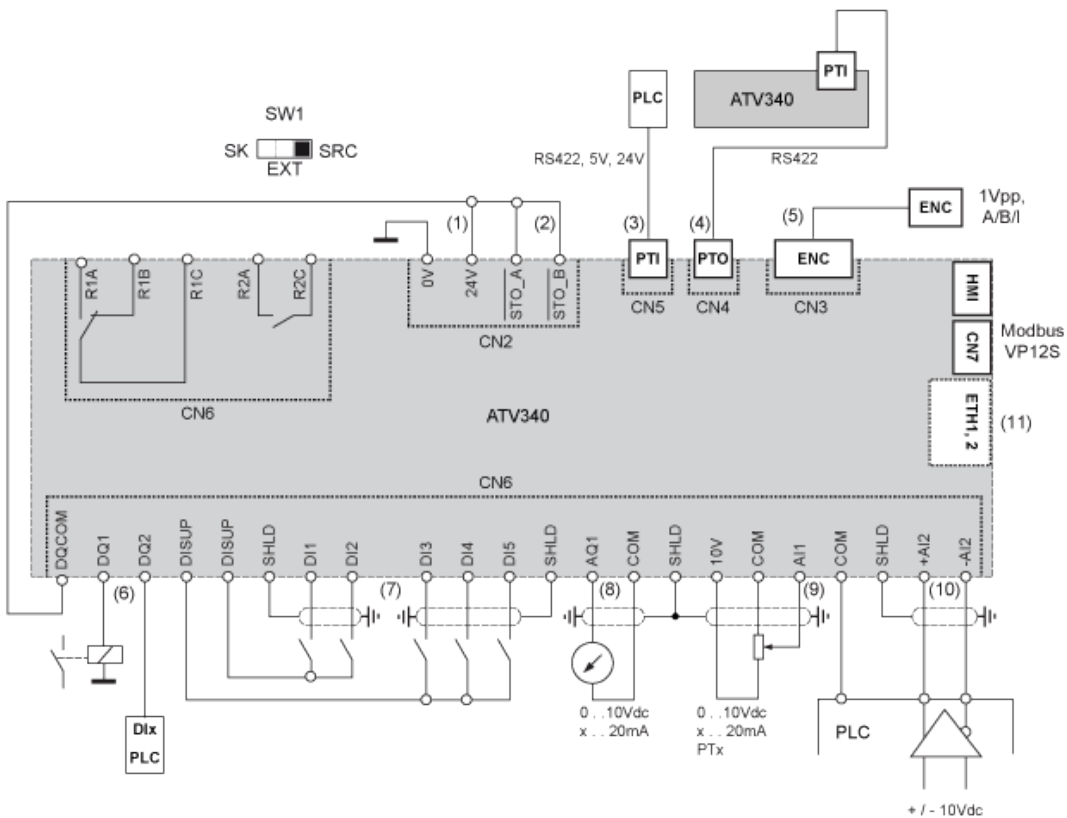 PTI
ATV340
PLC
SW1
SK
SRC
EXT
RS422, 5V, 24V
RS422
ENC
1Vpp,
A/B/I
(1)
(2)
(3)
(4)
(5)
R1A
R1B
R1C
R2A
R2C
0V
24V
STO_A
STO_B
PTI
PTO
ENC
CN5
CN4
CN3
CN2
HMI
CN7
Modbus
VP12S
ETH1, 2
(11)
CN6
ATV340
CN6
DQCOM
DQ1
DQ2
DISUP
DISUP
SHLD
DI1
DI2
DI3
DI4
DI5
SHLD
AQ1
COM
SHLD
10V
COM
AI1
COM
SHLD
+AI2
-AI2
(6)
(7)
(8)
(9)
(10)
DIx
PLC
0 . .10Vdc
x . . 20mA
0 . .10Vdc
x . . 20mA
PTx
PLC
+ / - 10Vdc